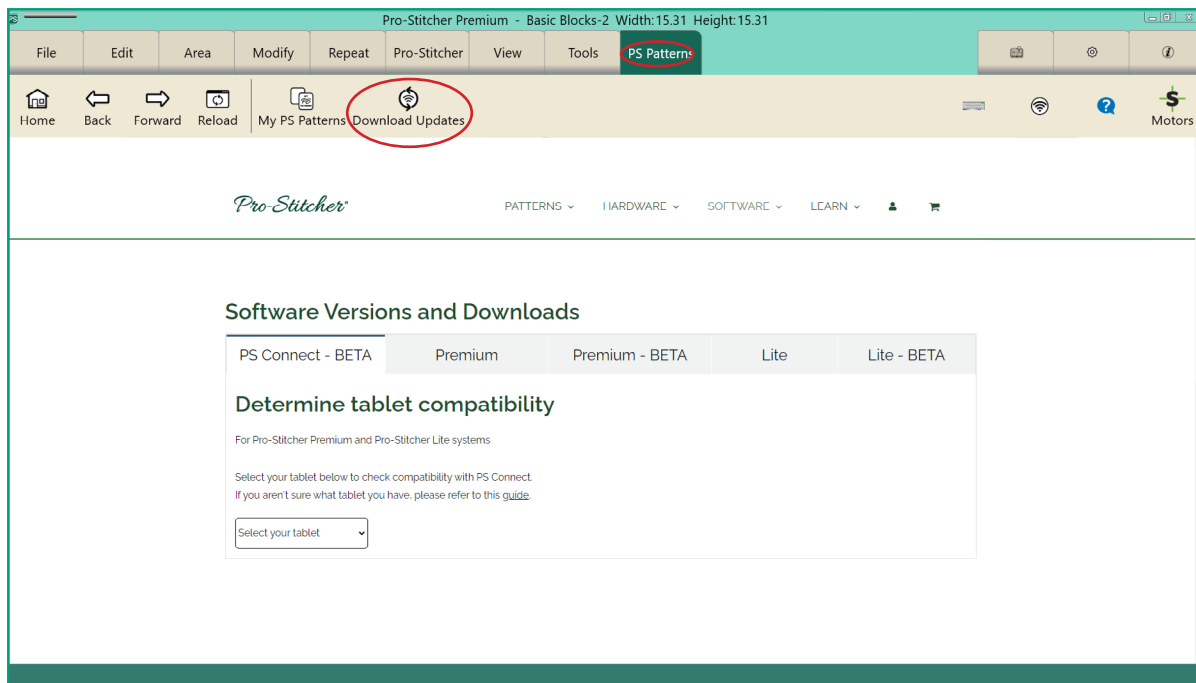 Pro-Stitcher Premium - Basic Blocks-2 Width:15.31 Height:15.31
File Edit Area Modify Repeat Pro-Stitcher View Tools PS Patterns
Home Back Forward Reload My PS Patterns Download Updates Motors
Pro-Stitcher® PATTERNS HARDWARE SOFTWARE LEARN
Software Versions and Downloads
PS Connect - BETA Premium Premium - BETA Lite Lite - BETA
Determine tablet compatibility
For Pro-Stitcher Premium and Pro-Stitcher Lite systems
Select your tablet below to check compatibility with PS Connect.
If you aren't sure what tablet you have, please refer to this guide.
Select your tablet